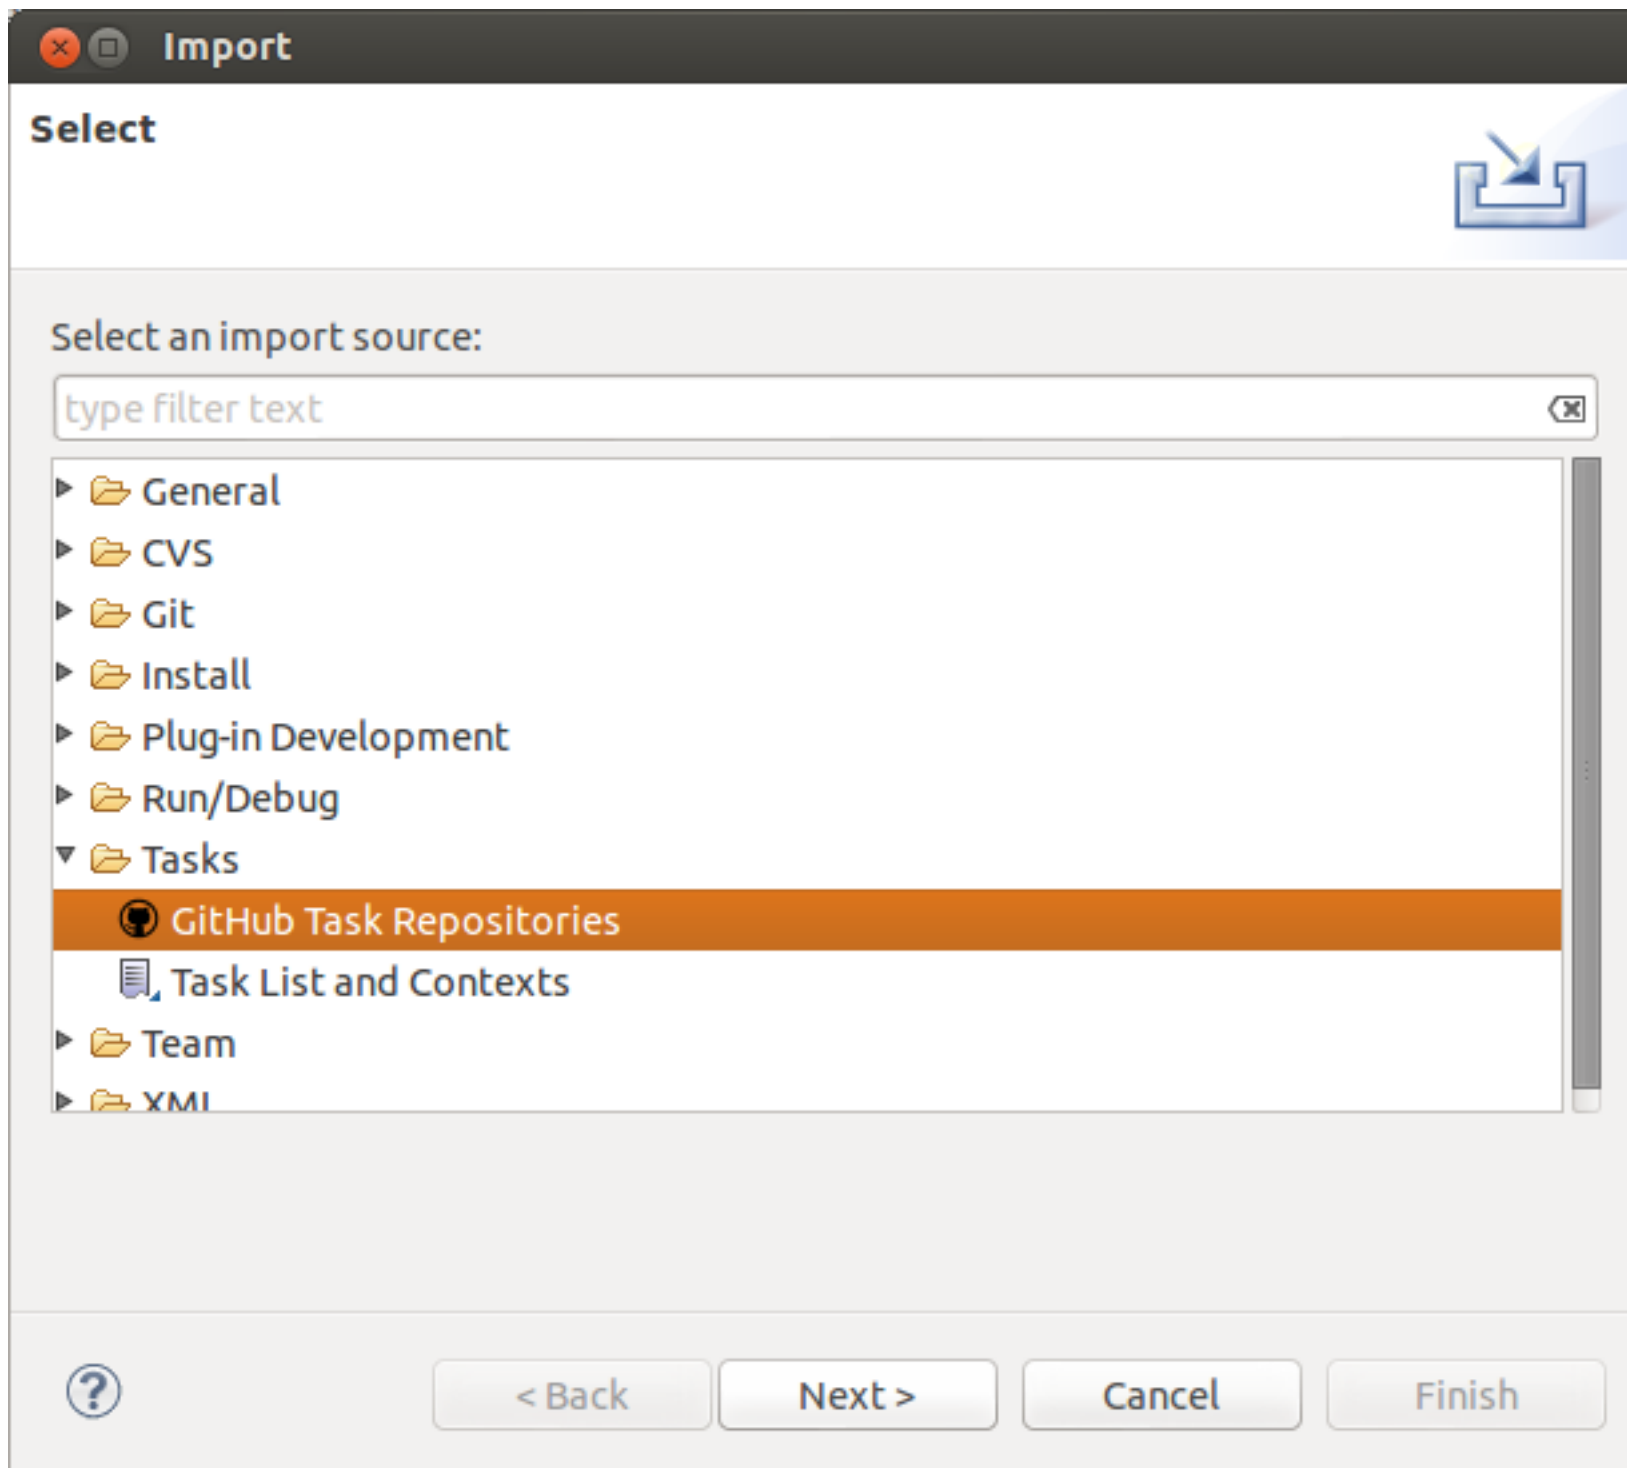 Import
Select
Select an import source:
type filter text
General
CVS
Git
Install
Plug-in Development
Run/Debug
Tasks
GitHub Task Repositories
Task List and Contexts
Team
XML
?
< Back
Next >
Cancel
Finish